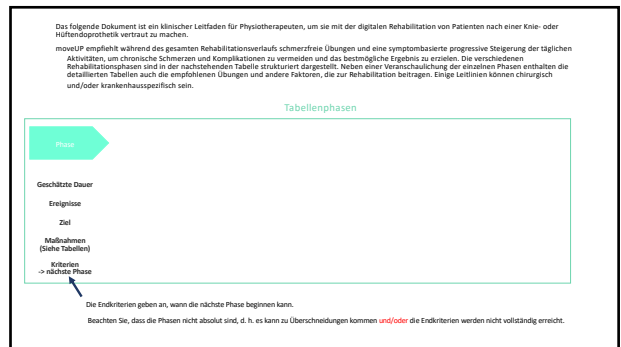 Das folgende Dokument ist ein klinischer Leitfaden für Physiotherapeuten, um sie mit der digitalen Rehabilitation von Patienten nach einer Knie- oder
Hüftendoprothetik vertraut zu machen.
moveUP empfiehlt während des gesamten Rehabilitationsverlaufs schmerzfreie Übungen und eine symptombasierte progressive Steigerung der täglichen
Aktivitäten, um chronische Schmerzen und Komplikationen zu vermeiden und das bestmögliche Ergebnis zu erzielen. Die verschiedenen
Rehabilitationsphasen sind in der nachstehenden Tabelle strukturiert dargestellt. Neben einer Veranschaulichung der einzelnen Phasen enthalten die
detaillierten Tabellen auch die empfohlenen Übungen und andere Faktoren, die zur Rehabilitation beitragen. Einige Leitlinien können chirurgisch
und/oder krankenhausspezifisch sein.
Tabellenphasen
Phase
Geschätzte Dauer
Ereignisse
Ziel
Maßnahmen
(Siehe Tabellen)
Kriterien
-> nächste Phase
Die Endkriterien geben an, wann die nächste Phase beginnen kann.
Beachten Sie, dass die Phasen nicht absolut sind, d. h. es kann zu Überschneidungen kommen und/oder die Endkriterien werden nicht vollständig erreicht.